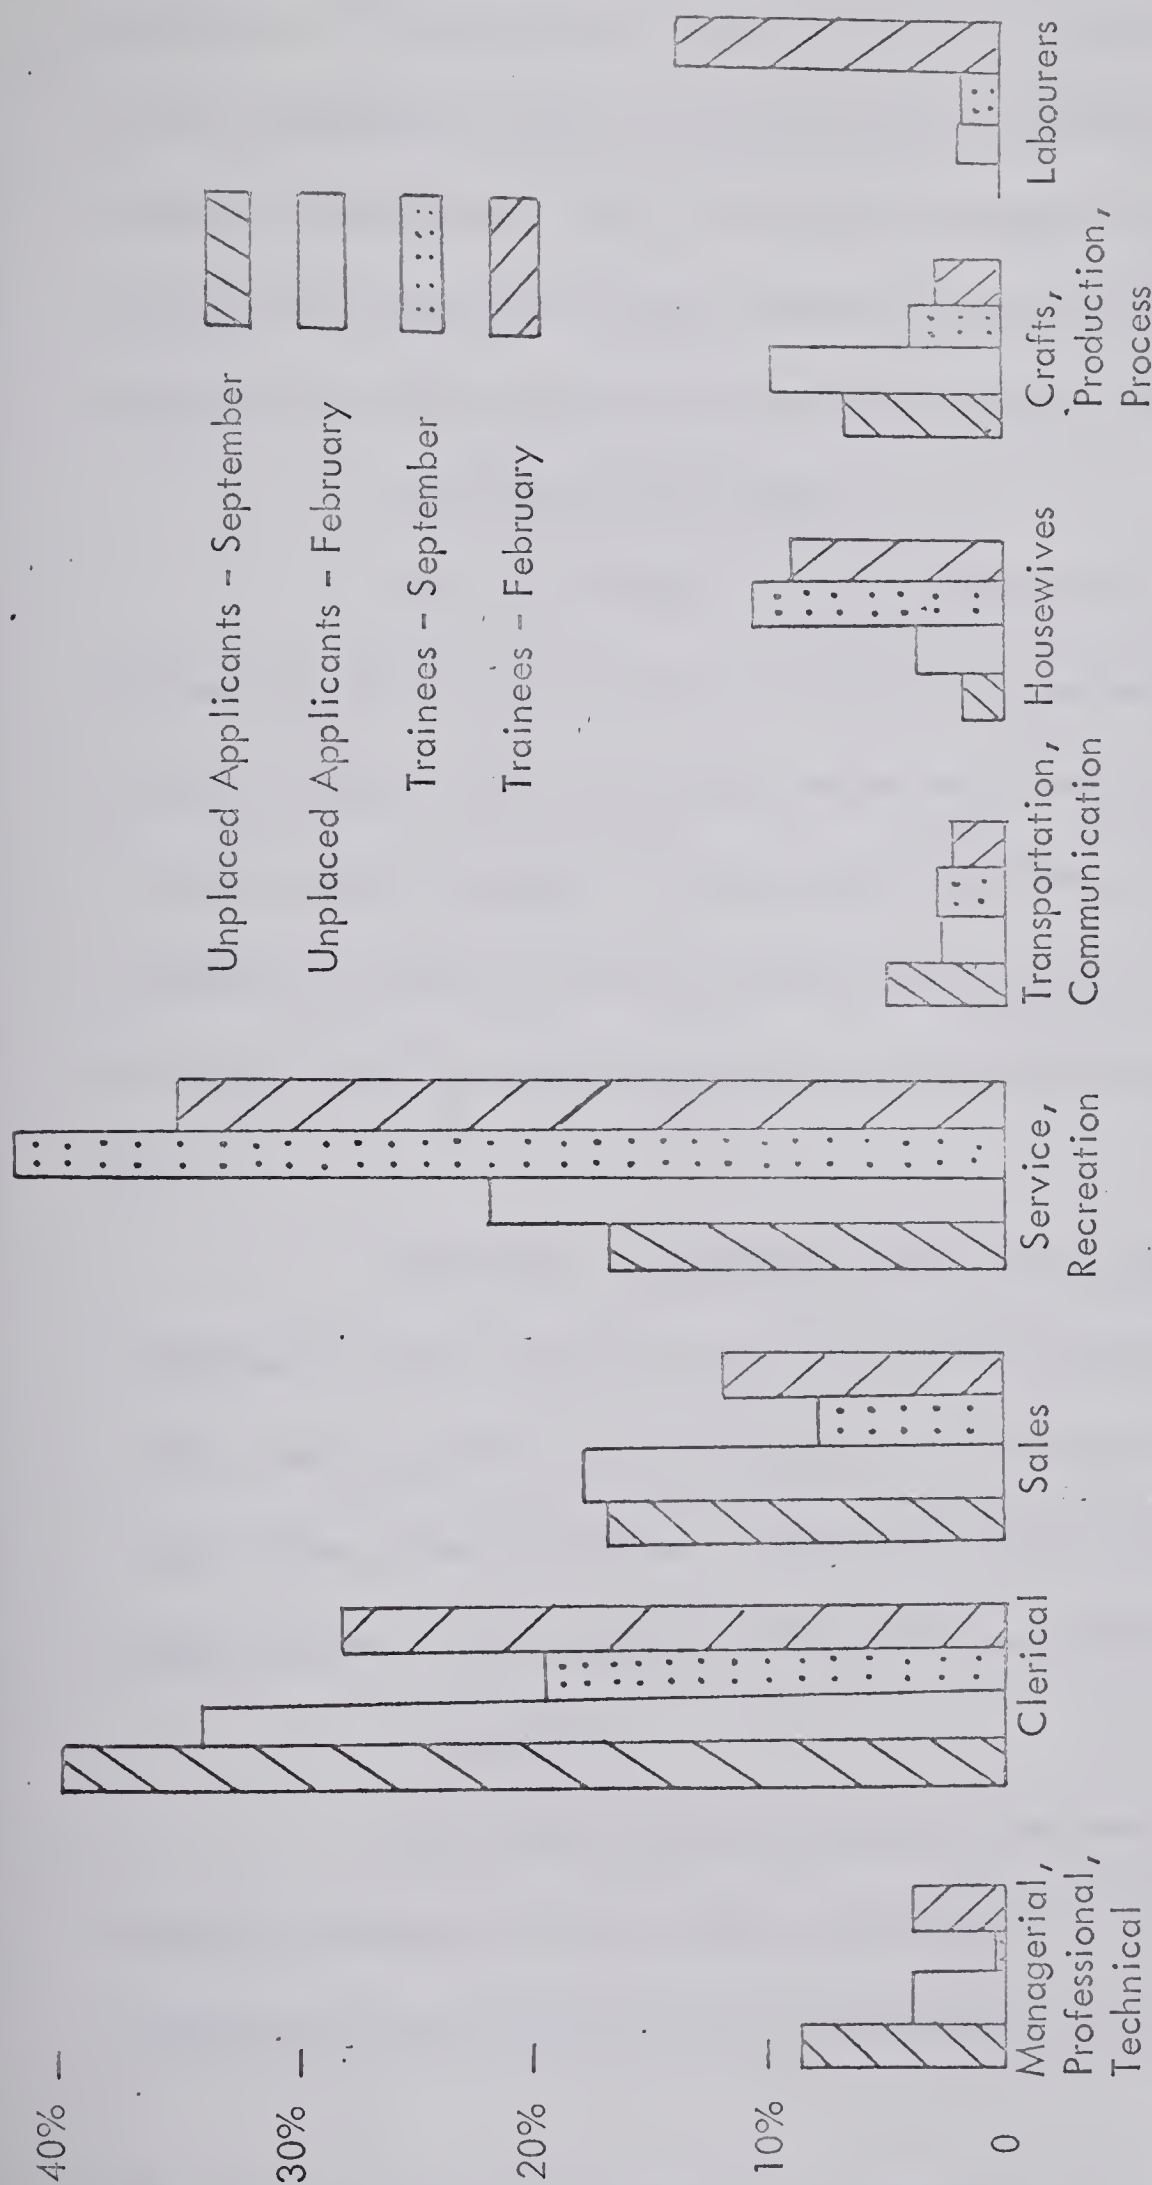 40% –
30% –
20% –
10% –
0
Unplaced Applicants – September
Unplaced Applicants – February
Trainees – September
Trainees – February
Managerial,
Professional,
Technical
Clerical
Sales
Service,
Recreation
Transportation,
Communication
Housewives
Crafts,
Production,
Process
Labourers